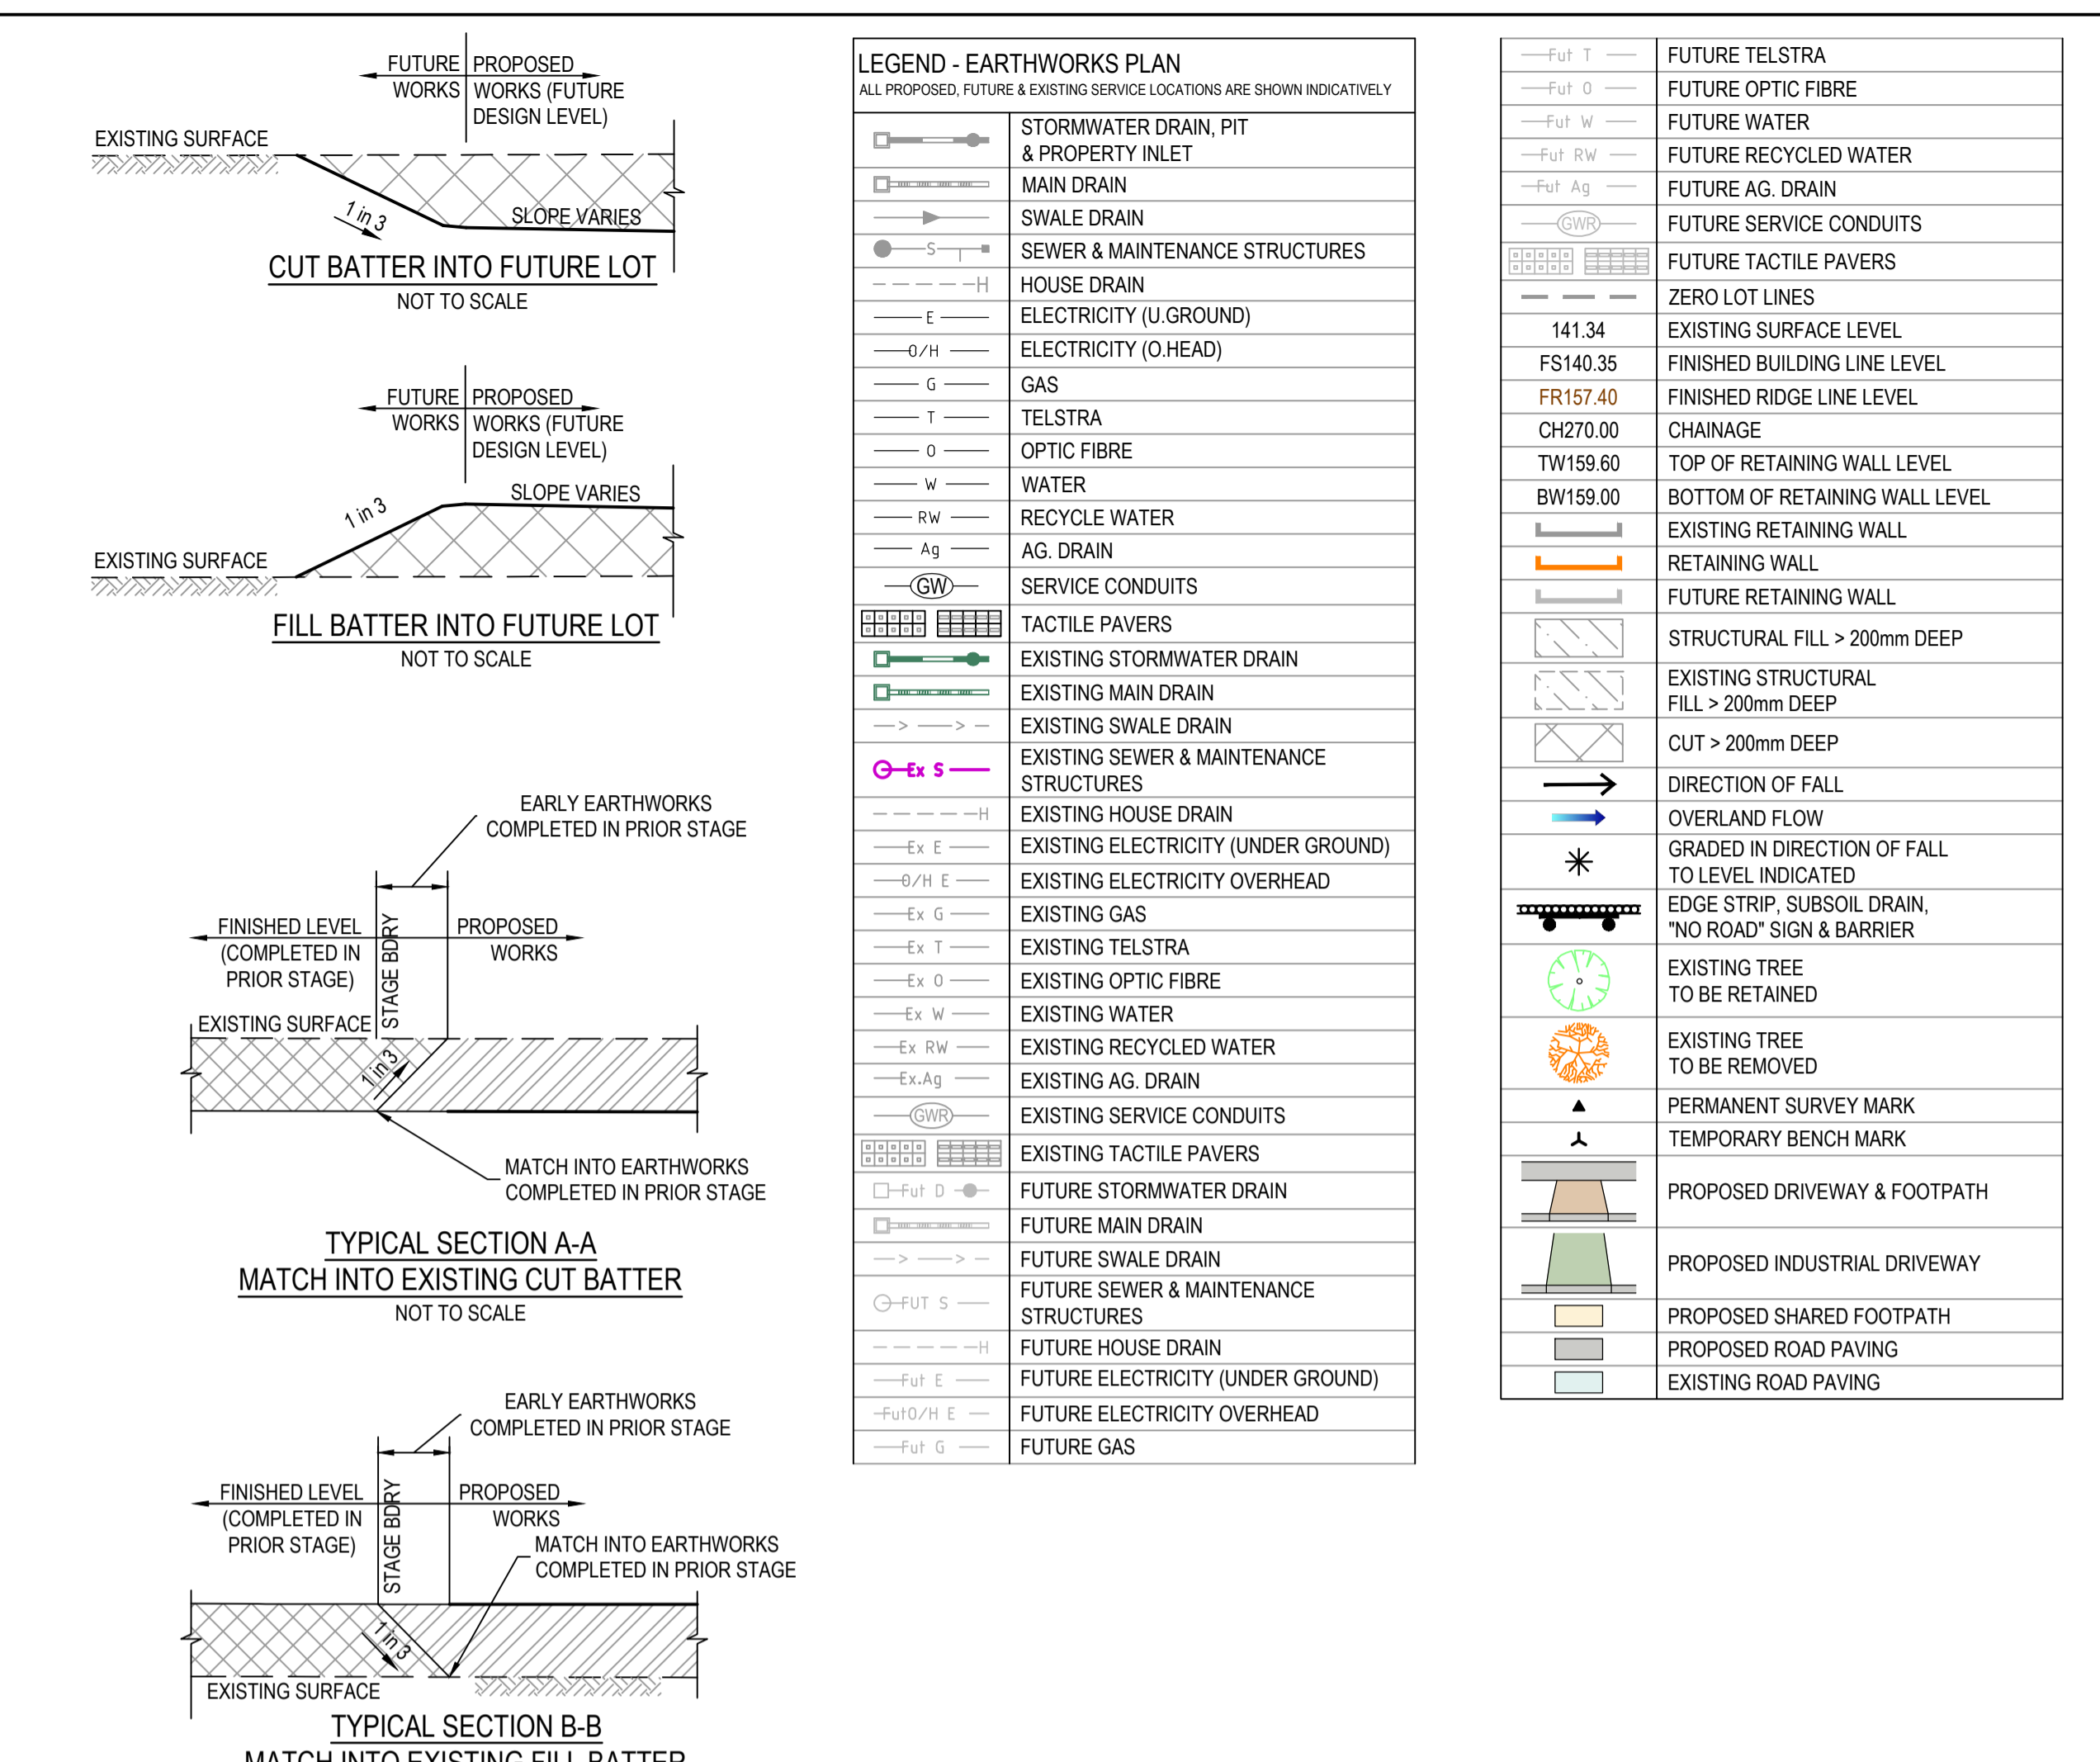 FUTURE PROPOSED
WORKS WORKS (FUTURE
DESIGN LEVEL)
EXISTING SURFACE
1 in 3
SLOPE VARIES
CUT BATTER INTO FUTURE LOT
NOT TO SCALE
FUTURE PROPOSED
WORKS WORKS (FUTURE
DESIGN LEVEL)
SLOPE VARIES
1 in 3
EXISTING SURFACE
FILL BATTER INTO FUTURE LOT
NOT TO SCALE
EARLY EARTHWORKS
COMPLETED IN PRIOR STAGE
FINISHED LEVEL
(COMPLETED IN
PRIOR STAGE)
STAGE BDRY
PROPOSED
WORKS
EXISTING SURFACE
1 in 3
MATCH INTO EARTHWORKS
COMPLETED IN PRIOR STAGE
TYPICAL SECTION A-A
MATCH INTO EXISTING CUT BATTER
NOT TO SCALE
EARLY EARTHWORKS
COMPLETED IN PRIOR STAGE
FINISHED LEVEL
(COMPLETED IN
PRIOR STAGE)
STAGE BDRY
PROPOSED
WORKS
MATCH INTO EARTHWORKS
COMPLETED IN PRIOR STAGE
1 in 3
EXISTING SURFACE
TYPICAL SECTION B-B
MATCH INTO EXISTING FILL BATTER
LEGEND - EARTHWORKS PLAN
ALL PROPOSED, FUTURE & EXISTING SERVICE LOCATIONS ARE SHOWN INDICATIVELY
STORMWATER DRAIN, PIT
& PROPERTY INLET
MAIN DRAIN
SWALE DRAIN
S SEWER & MAINTENANCE STRUCTURES
H HOUSE DRAIN
E ELECTRICITY (U.GROUND)
O/H ELECTRICITY (O.HEAD)
G GAS
T TELSTRA
O OPTIC FIBRE
W WATER
RW RECYCLE WATER
Ag AG. DRAIN
GW SERVICE CONDUITS
TACTILE PAVERS
EXISTING STORMWATER DRAIN
EXISTING MAIN DRAIN
EXISTING SWALE DRAIN
Ex S EXISTING SEWER & MAINTENANCE
STRUCTURES
H EXISTING HOUSE DRAIN
Ex E EXISTING ELECTRICITY (UNDER GROUND)
O/H E EXISTING ELECTRICITY OVERHEAD
Ex G EXISTING GAS
Ex T EXISTING TELSTRA
Ex O EXISTING OPTIC FIBRE
Ex W EXISTING WATER
Ex RW EXISTING RECYCLED WATER
Ex.Ag EXISTING AG. DRAIN
GWR EXISTING SERVICE CONDUITS
EXISTING TACTILE PAVERS
Fut D FUTURE STORMWATER DRAIN
FUTURE MAIN DRAIN
FUTURE SWALE DRAIN
FUT S FUTURE SEWER & MAINTENANCE
STRUCTURES
H FUTURE HOUSE DRAIN
Fut E FUTURE ELECTRICITY (UNDER GROUND)
FutO/H E FUTURE ELECTRICITY OVERHEAD
Fut G FUTURE GAS
Fut T FUTURE TELSTRA
Fut O FUTURE OPTIC FIBRE
Fut W FUTURE WATER
Fut RW FUTURE RECYCLED WATER
Fut Ag FUTURE AG. DRAIN
GWR FUTURE SERVICE CONDUITS
FUTURE TACTILE PAVERS
ZERO LOT LINES
141.34 EXISTING SURFACE LEVEL
FS140.35 FINISHED BUILDING LINE LEVEL
FR157.40 FINISHED RIDGE LINE LEVEL
CH270.00 CHAINAGE
TW159.60 TOP OF RETAINING WALL LEVEL
BW159.00 BOTTOM OF RETAINING WALL LEVEL
EXISTING RETAINING WALL
RETAINING WALL
FUTURE RETAINING WALL
STRUCTURAL FILL > 200mm DEEP
EXISTING STRUCTURAL
FILL > 200mm DEEP
CUT > 200mm DEEP
DIRECTION OF FALL
OVERLAND FLOW
GRADED IN DIRECTION OF FALL
TO LEVEL INDICATED
EDGE STRIP, SUBSOIL DRAIN,
"NO ROAD" SIGN & BARRIER
EXISTING TREE
TO BE RETAINED
EXISTING TREE
TO BE REMOVED
PERMANENT SURVEY MARK
TEMPORARY BENCH MARK
PROPOSED DRIVEWAY & FOOTPATH
PROPOSED INDUSTRIAL DRIVEWAY
PROPOSED SHARED FOOTPATH
PROPOSED ROAD PAVING
EXISTING ROAD PAVING